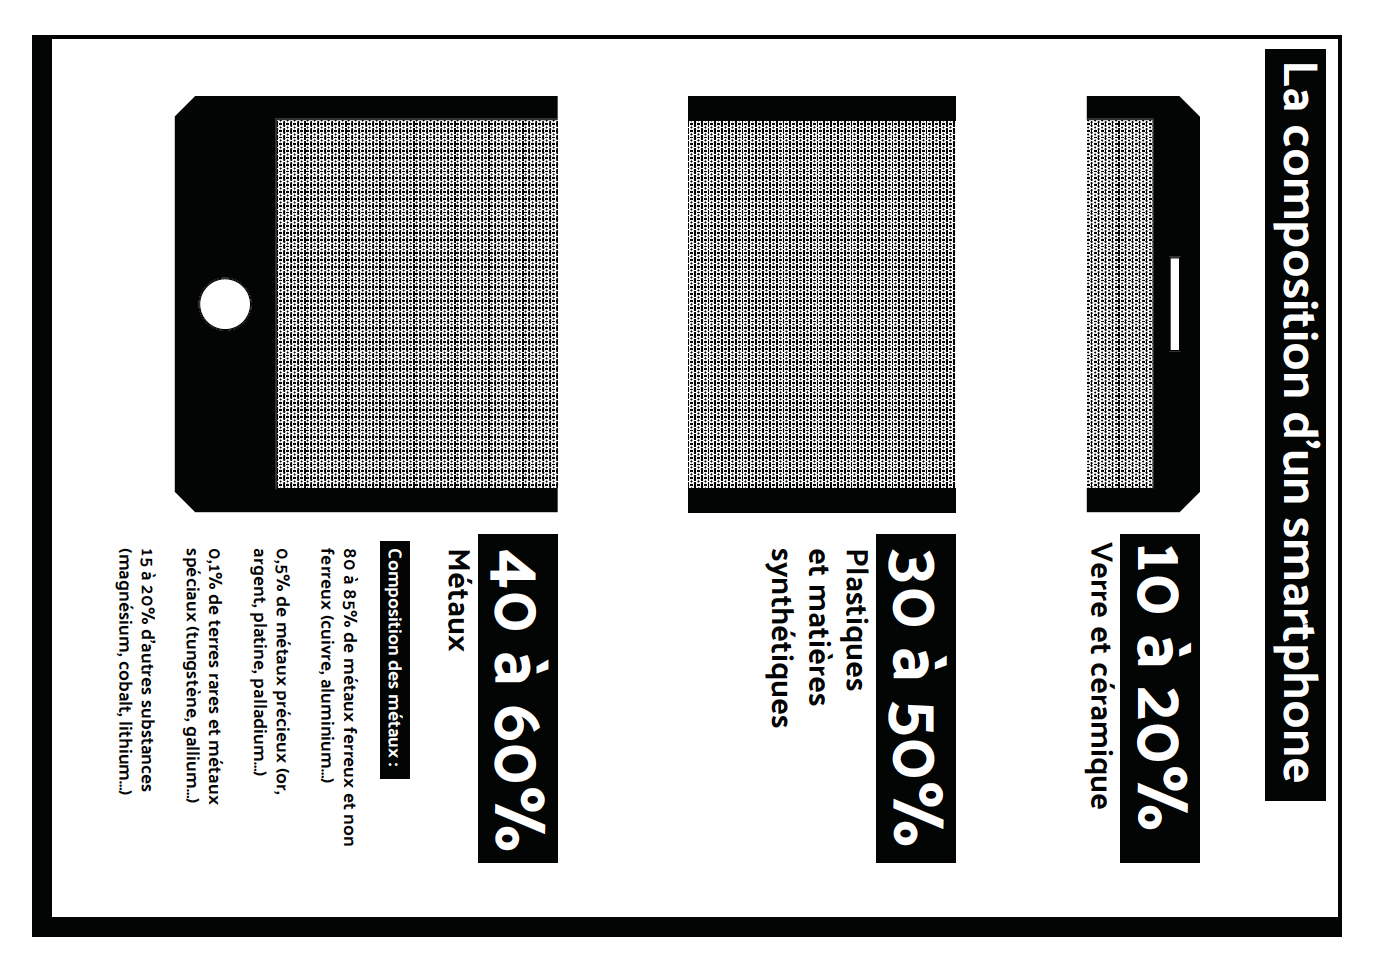 La composition d’un smartphone
10 à 20%
Verre et céramique
30 à 50%
Plastiques
et matières
synthétiques
40 à 60%
Métaux
Composition des métaux :
80 à 85% de métaux ferreux et non
ferreux (cuivre, aluminium...)
0,5% de métaux précieux (or,
argent, platine, palladium...)
0,1% de terres rares et métaux
spéciaux (tungstène, gallium...)
15 à 20% d’autres substances
(magnésium, cobalt, lithium...)